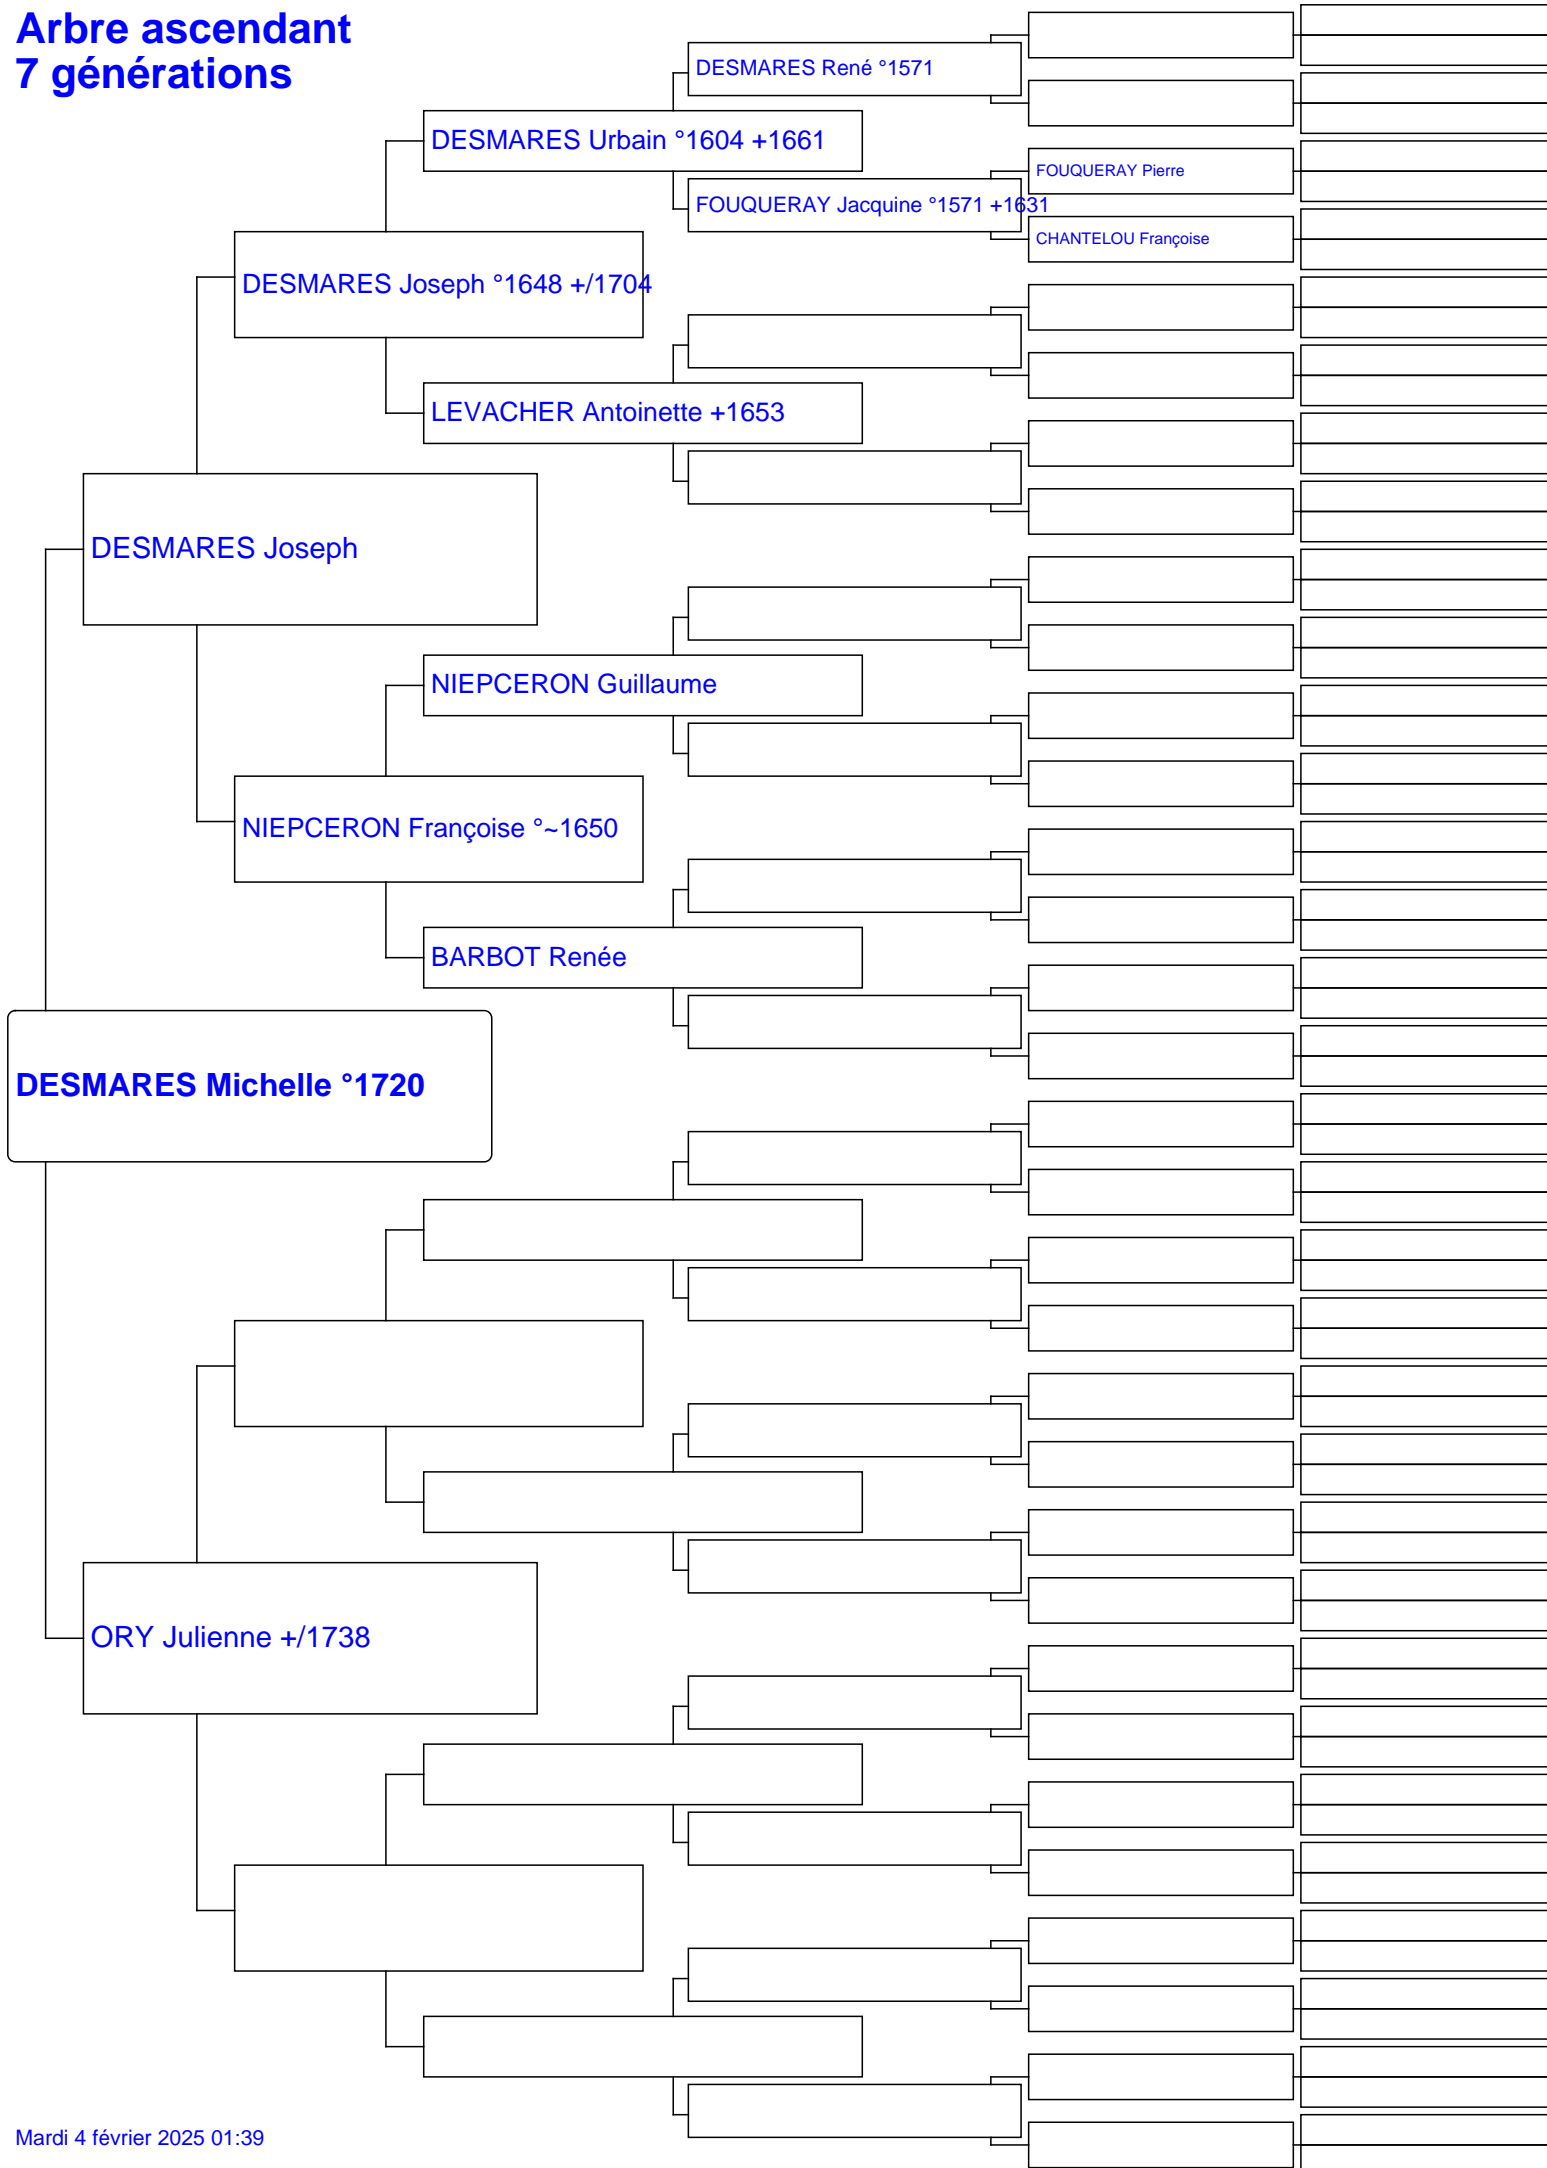 Arbre ascendant
7 générations
DESMARES René °1571
DESMARES Urbain °1604 +1661
FOUQUERAY Pierre
FOUQUERAY Jacquine °1571 +1631
CHANTELOU Françoise
DESMARES Joseph °1648 +/1704
LEVACHER Antoinette +1653
DESMARES Joseph
NIEPCERON Guillaume
NIEPCERON Françoise °~1650
BARBOT Renée
DESMARES Michelle °1720
ORY Julienne +/1738
Mardi 4 février 2025 01:39